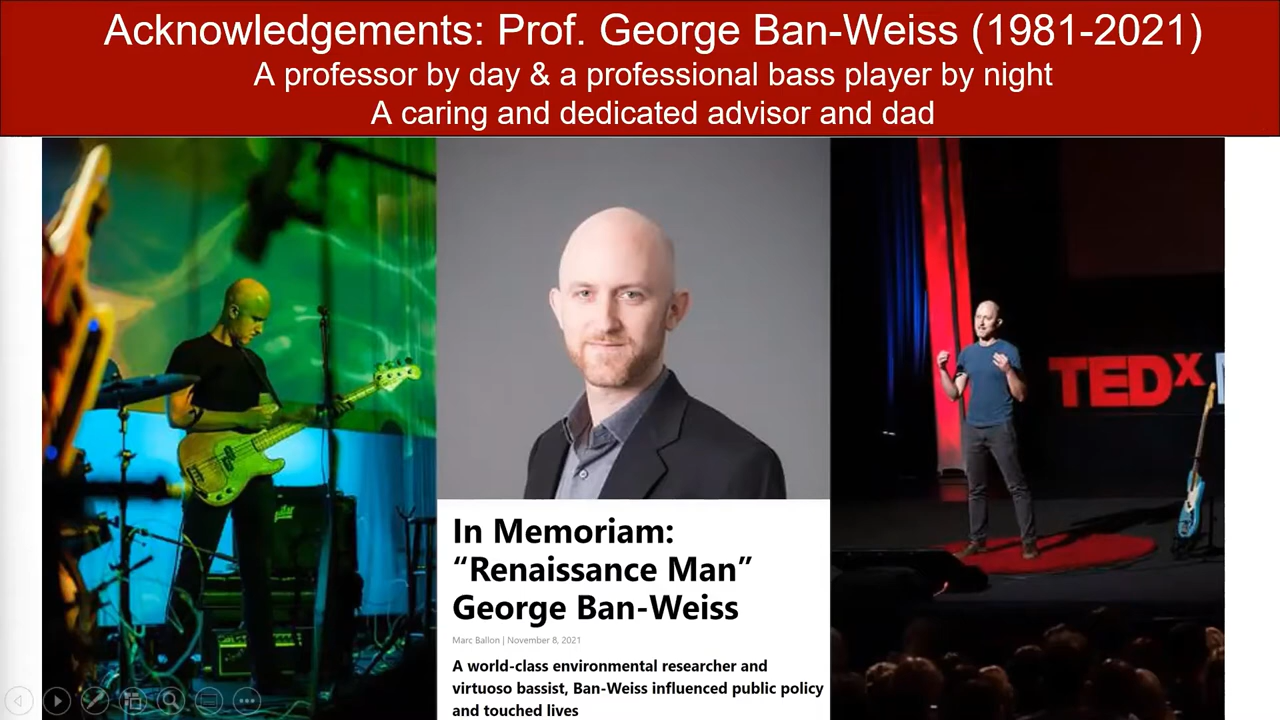 Acknowledgements: Prof. George Ban-Weiss (1981-2021)
A professor by day & a professional bass player by night
A caring and dedicated advisor and dad
TEDx
In Memoriam:
“Renaissance Man”
George Ban-Weiss
Marc Ballon | November 8, 2021
A world-class environmental researcher and
virtuoso bassist, Ban-Weiss influenced public policy
and touched lives